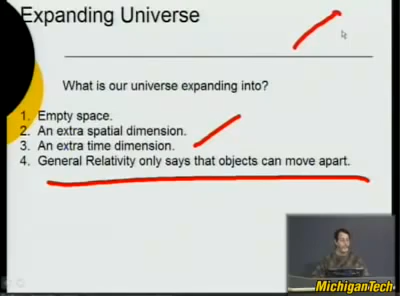 Expanding Universe
What is our universe expanding into?
1. Empty space.
2. An extra spatial dimension.
3. An extra time dimension.
4. General Relativity only says that objects can move apart.
MichiganTech